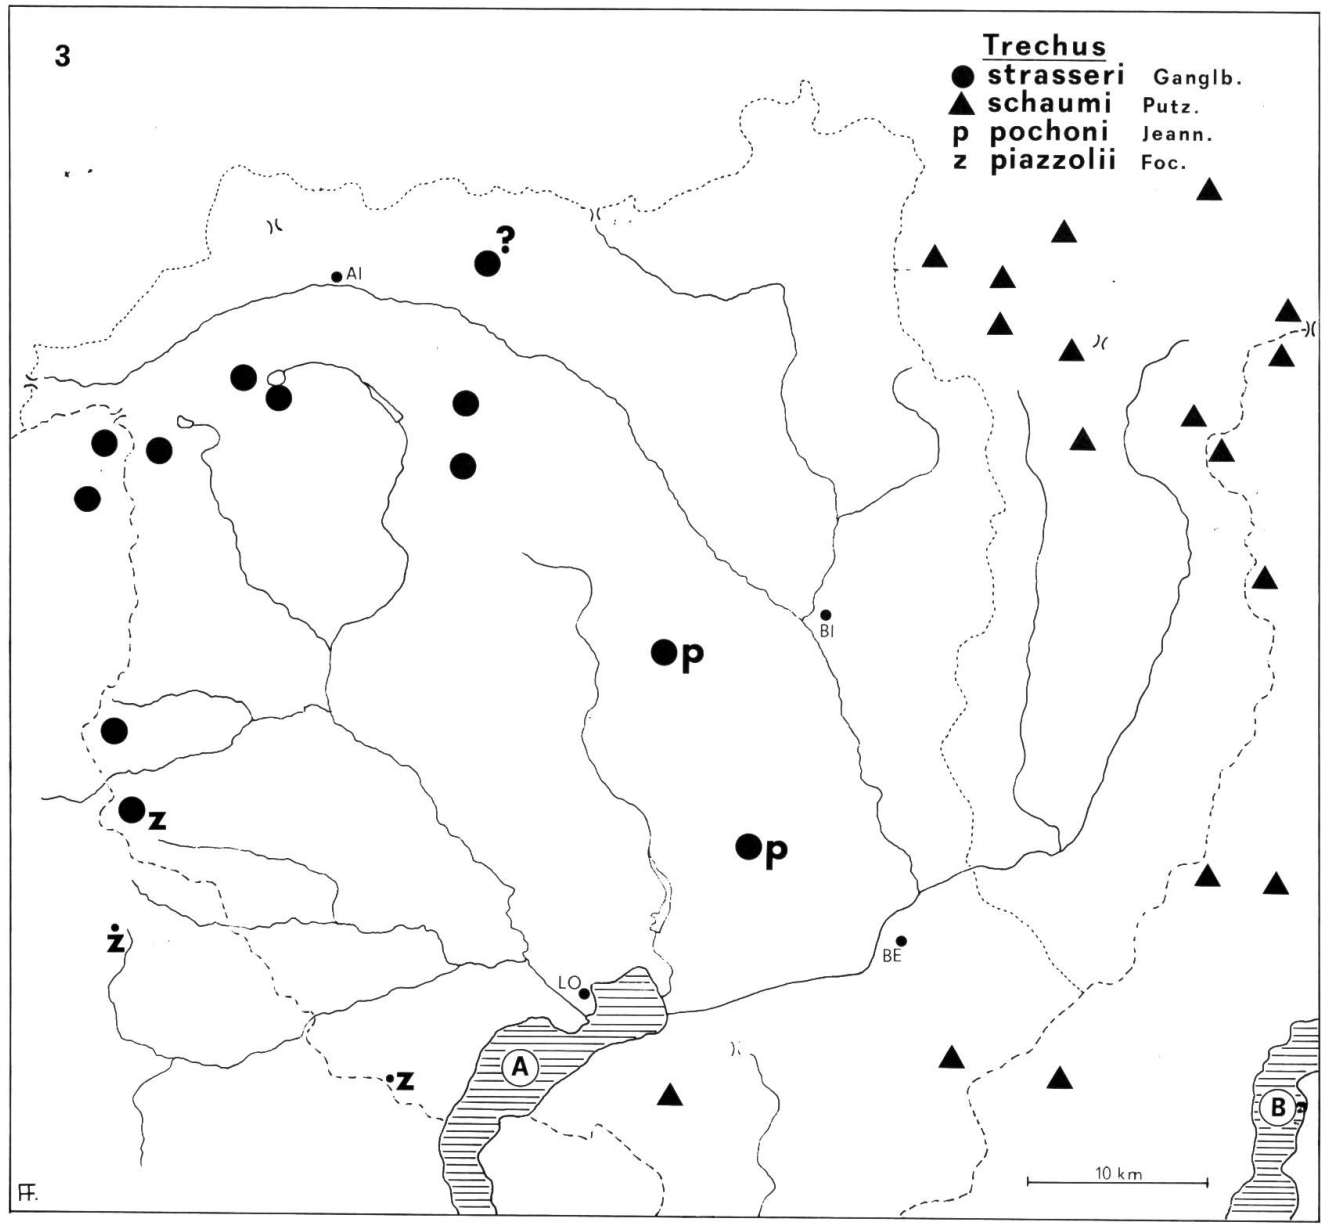 3
Trechus
strasseri Ganglb.
schaumi Putz.
p pochoni Jeann.
z piazzolii Foc.
?
AI
BI
p
z
p
z
BE
LO
A
z
B
10 km
FF.